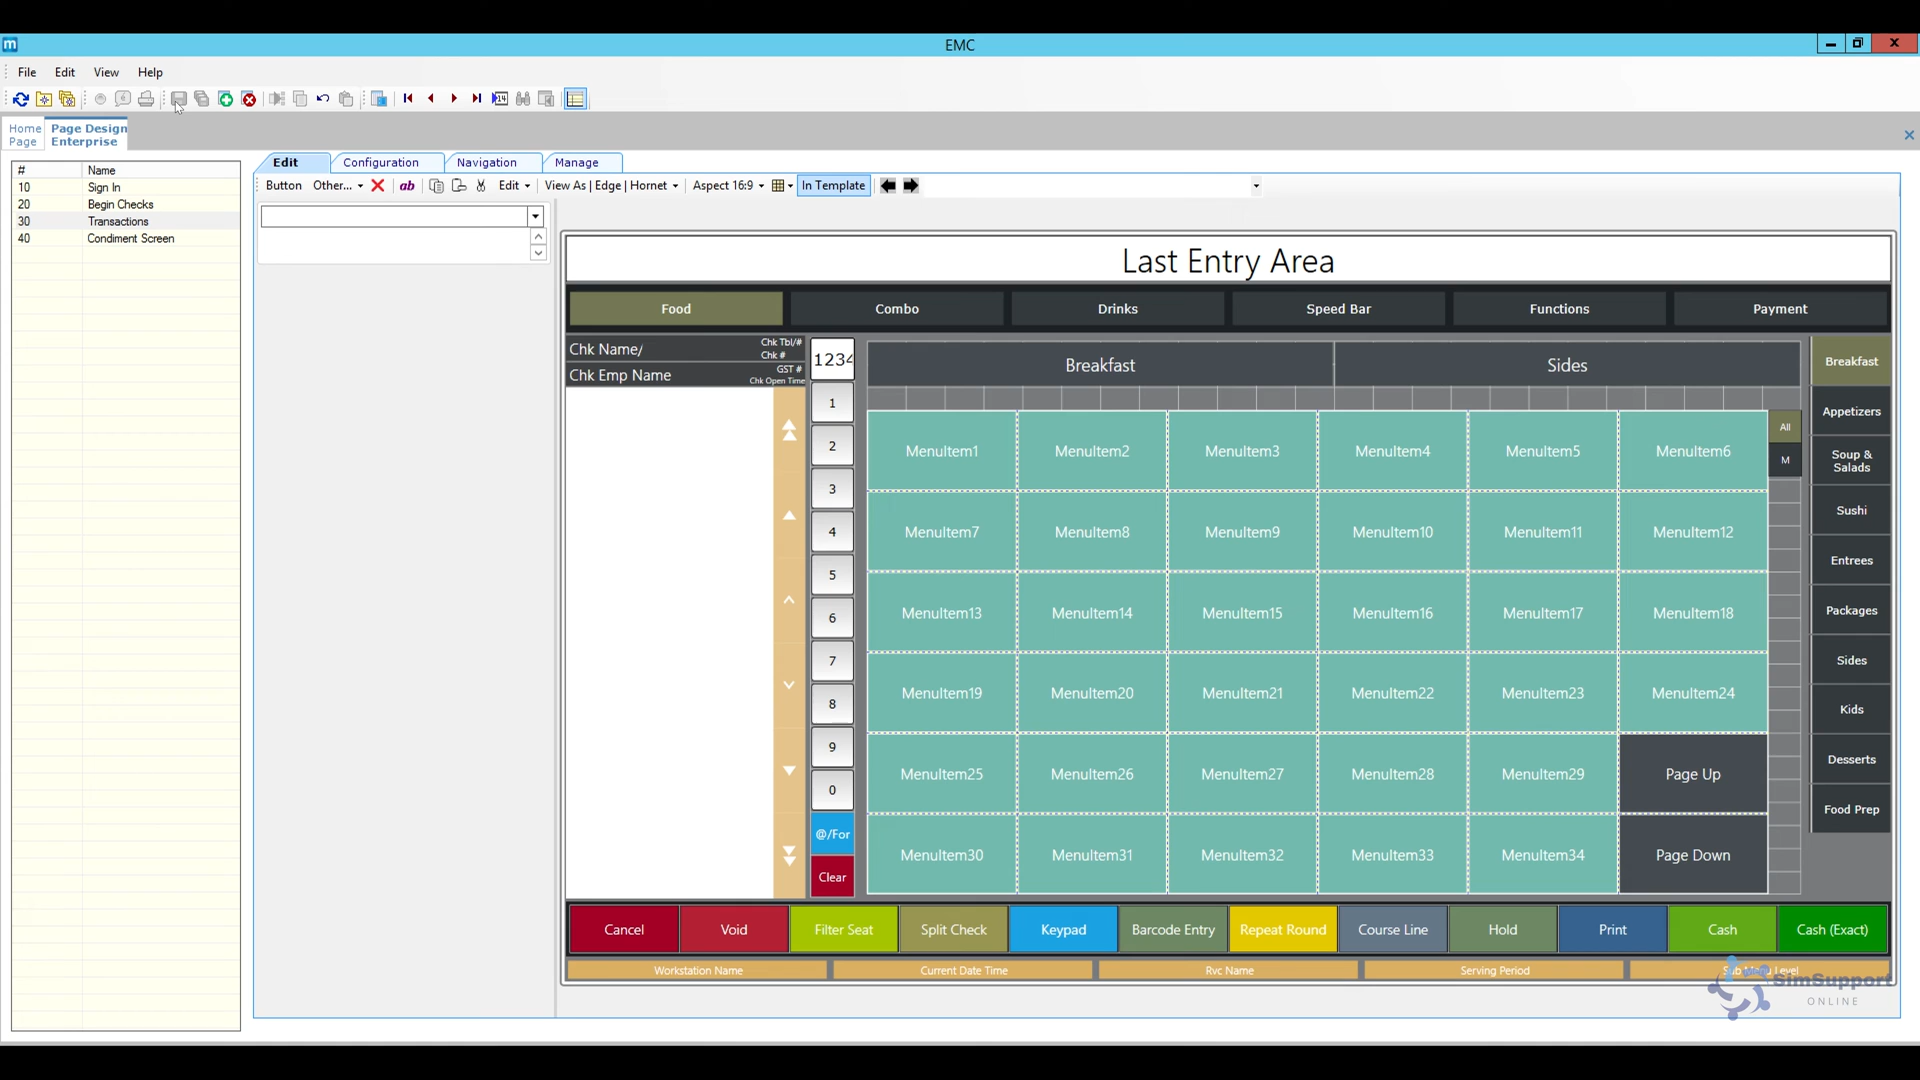 EMC
File Edit View Help
Home Page
Page Design Enterprise
# Name
10 Sign In
20 Begin Checks
30 Transactions
40 Condiment Screen
Edit Configuration Navigation Manage
Button Other... ab Edit View As | Edge | Hornet Aspect 16:9 In Template
Last Entry Area
Food Combo Drinks Speed Bar Functions Payment
Chk Name/ Chk Tbl/#
Chk #
Chk Emp Name GST #
Chk Open Time
1234
1
2
3
4
5
6
7
8
9
0
@/For
Clear
Breakfast Sides
MenuItem1 MenuItem2 MenuItem3 MenuItem4 MenuItem5 MenuItem6
MenuItem7 MenuItem8 MenuItem9 MenuItem10 MenuItem11 MenuItem12
MenuItem13 MenuItem14 MenuItem15 MenuItem16 MenuItem17 MenuItem18
MenuItem19 MenuItem20 MenuItem21 MenuItem22 MenuItem23 MenuItem24
MenuItem25 MenuItem26 MenuItem27 MenuItem28 MenuItem29 Page Up
MenuItem30 MenuItem31 MenuItem32 MenuItem33 MenuItem34 Page Down
All
M
Breakfast
Appetizers
Soup &
Salads
Sushi
Entrees
Packages
Sides
Kids
Desserts
Food Prep
Cancel Void Filter Seat Split Check Keypad Barcode Entry Repeat Round Course Line Hold Print Cash Cash (Exact)
Workstation Name Current Date Time Rvc Name Serving Period Sub Menu Level
SimSupport
ONLINE